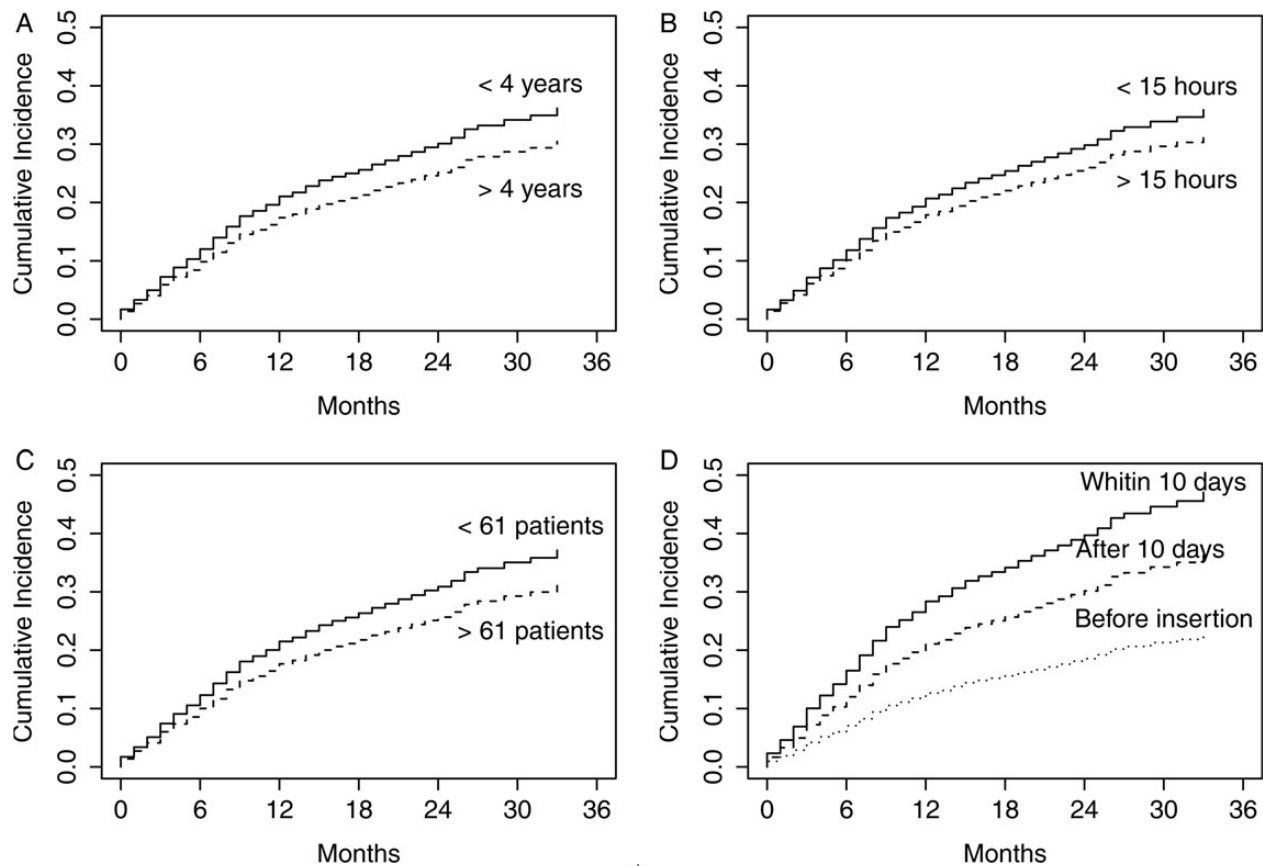 A
Cumulative Incidence
0.0 0.1 0.2 0.3 0.4 0.5
< 4 years
> 4 years
0 6 12 18 24 30 36
Months
B
Cumulative Incidence
0.0 0.1 0.2 0.3 0.4 0.5
< 15 hours
> 15 hours
0 6 12 18 24 30 36
Months
C
Cumulative Incidence
0.0 0.1 0.2 0.3 0.4 0.5
< 61 patients
> 61 patients
0 6 12 18 24 30 36
Months
D
Cumulative Incidence
0.0 0.1 0.2 0.3 0.4 0.5
Whitin 10 days
After 10 days
Before insertion
0 6 12 18 24 30 36
Months